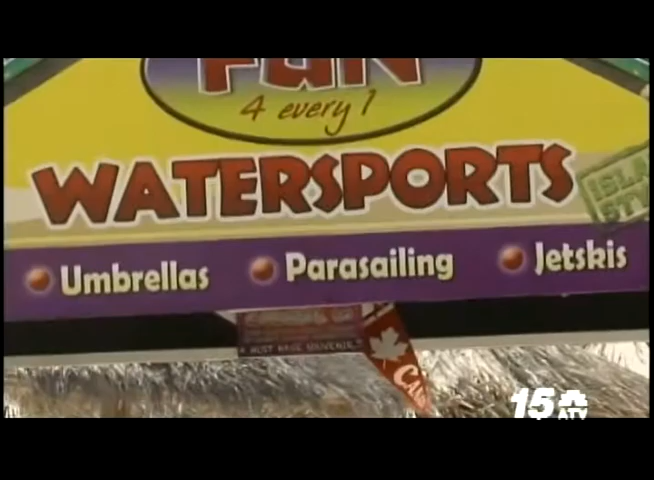 FUN
4 every 1
WATERSPORTS
Umbrellas
Parasailing
Jetskis
15
ATV